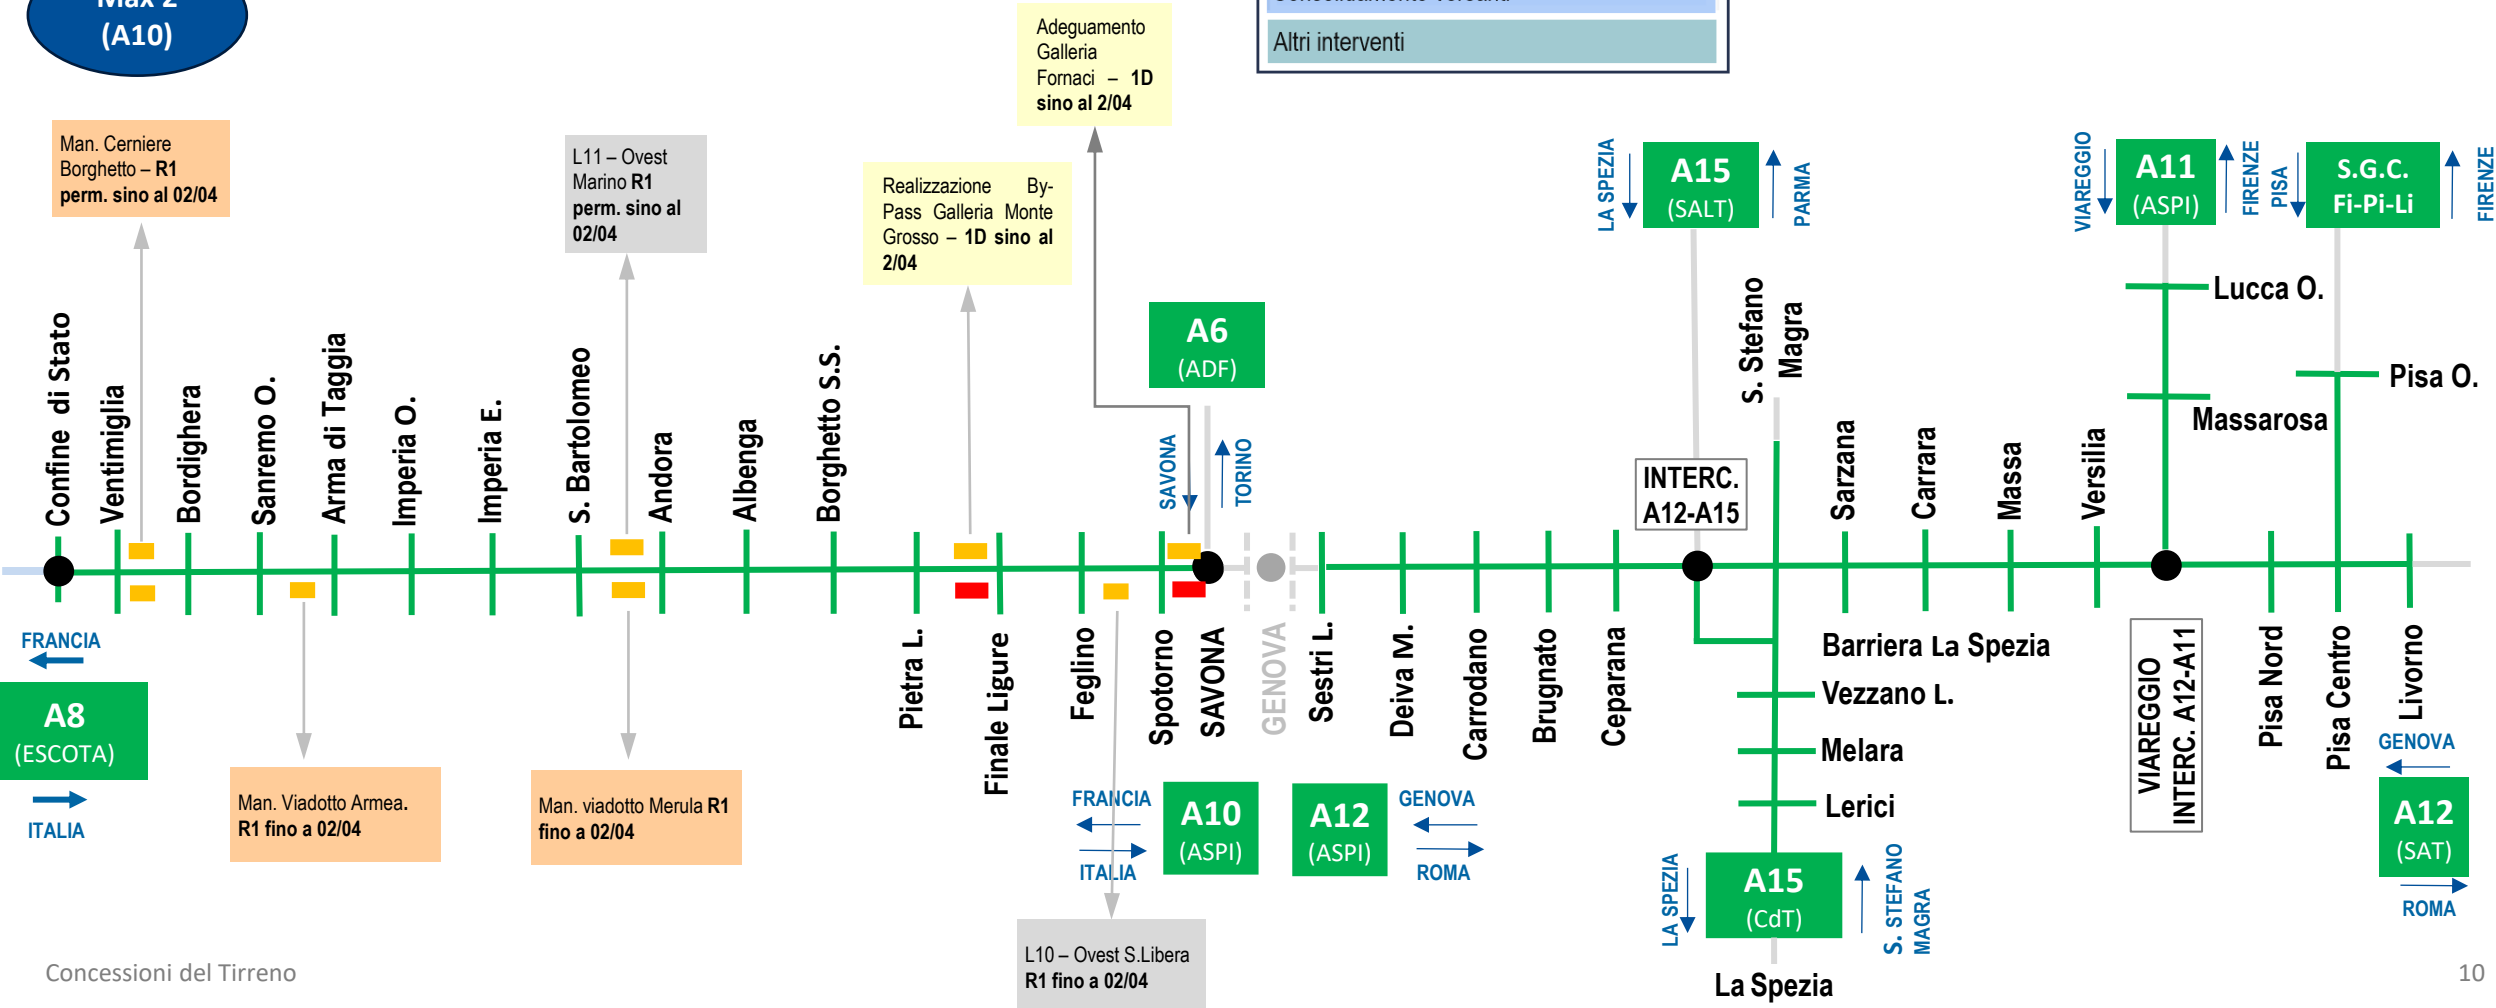 Max 2
(A10)
Consolidamento Versanti
Altri interventi
Adeguamento
Galleria
Fornaci – 1D
sino al 2/04
Man. Cerniere
Borghetto – R1
perm. sino al 02/04
L11 – Ovest
Marino R1
perm. sino al
02/04
Realizzazione By-
Pass Galleria Monte
Grosso – 1D sino al
2/04
A6
(ADF)
SAVONA
TORINO
LA SPEZIA
A15
(SALT)
PARMA
VIAREGGIO
A11
(ASPI)
FIRENZE
PISA
S.G.C.
Fi-Pi-Li
FIRENZE
Lucca O.
Massarosa
Pisa O.
Confine di Stato
Ventimiglia
Bordighera
Sanremo O.
Arma di Taggia
Imperia O.
Imperia E.
S. Bartolomeo
Andora
Albenga
Borghetto S.S.
INTERC.
A12-A15
S. Stefano
Magra
Sarzana
Carrara
Massa
Versilia
Pietra L.
Finale Ligure
Feglino
Spotorno
SAVONA
GENOVA
Sestri L.
Deiva M.
Carrodano
Brugnato
Ceparana
Barriera La Spezia
Vezzano L.
Melara
Lerici
VIAREGGIO
INTERC. A12-A11
Pisa Nord
Pisa Centro
Livorno
FRANCIA
A8
(ESCOTA)
ITALIA
Man. Viadotto Armea.
R1 fino a 02/04
Man. viadotto Merula R1
fino a 02/04
FRANCIA
ITALIA
A10
(ASPI)
A12
(ASPI)
GENOVA
ROMA
LA SPEZIA
A15
(CdT)
S. STEFANO
MAGRA
La Spezia
GENOVA
A12
(SAT)
ROMA
L10 – Ovest S.Libera
R1 fino a 02/04
Concessioni del Tirreno
10